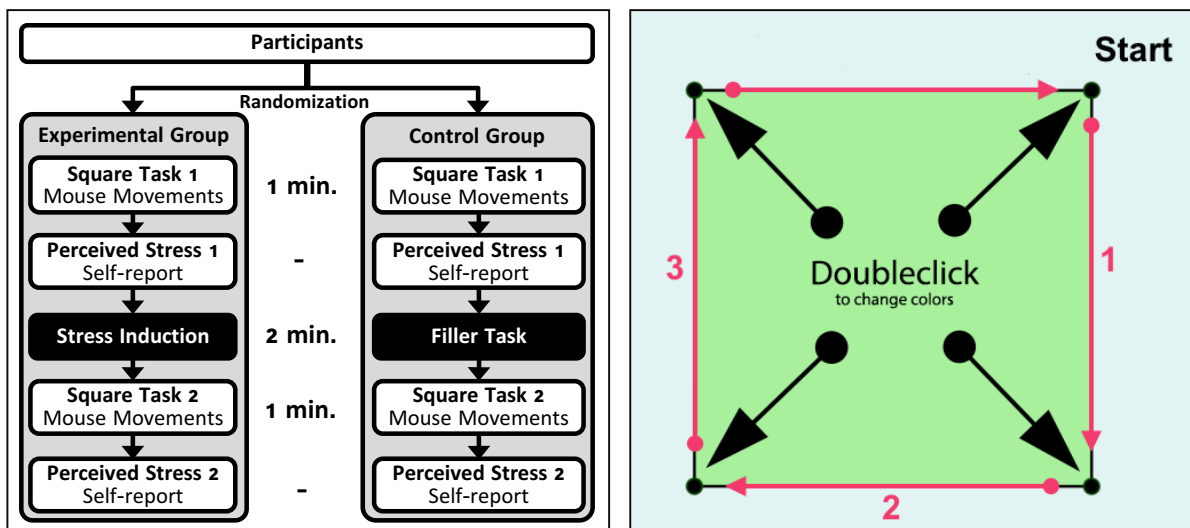 Participants
Randomization
Experimental Group
Control Group
Square Task 1
Mouse Movements
1 min.
Square Task 1
Mouse Movements
Perceived Stress 1
Self-report
-
Perceived Stress 1
Self-report
Stress Induction
2 min.
Filler Task
Square Task 2
Mouse Movements
1 min.
Square Task 2
Mouse Movements
Perceived Stress 2
Self-report
-
Perceived Stress 2
Self-report
Start
3
Doubleclick
to change colors
1
2